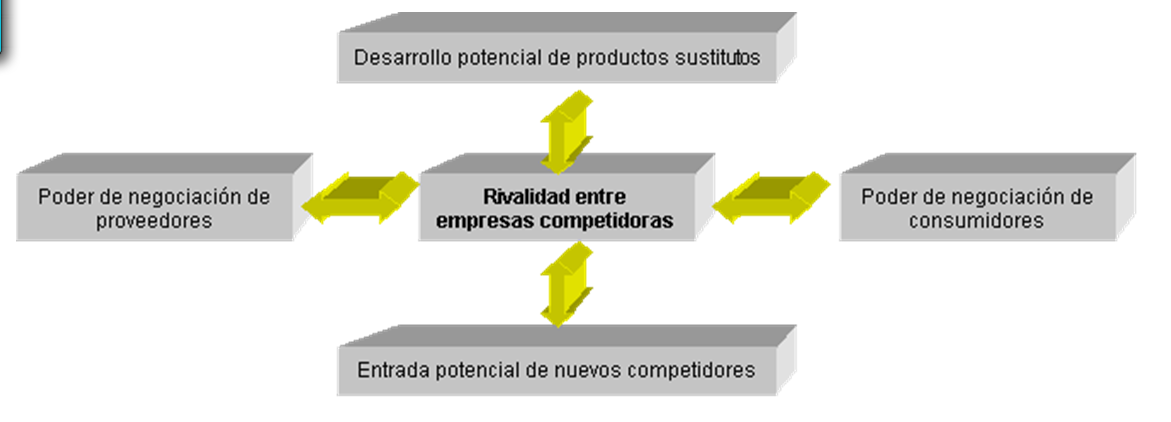 Desarrollo potencial de productos sustitutos
Poder de negociación de
proveedores
Rivalidad entre
empresas competidoras
Poder de negociación de
consumidores
Entrada potencial de nuevos competidores